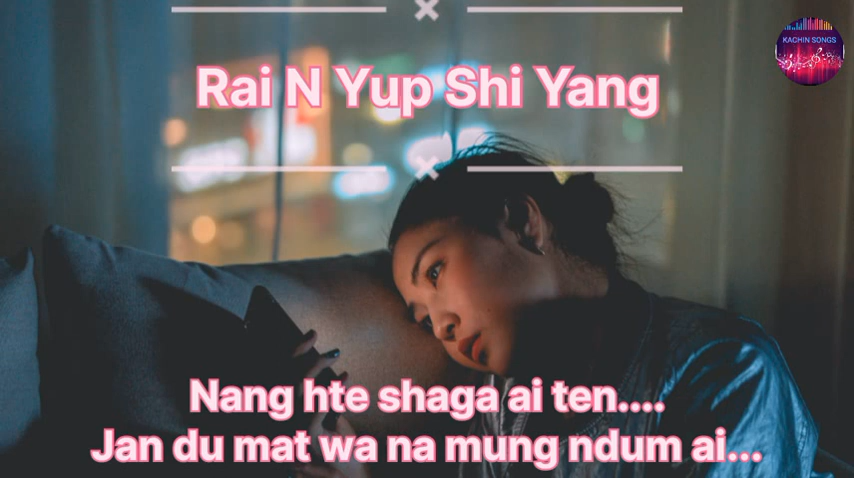 KACHIN SONGS
Rai N Yup Shi Yang
Nang hte shaga ai ten....
Jan du mat wa na mung ndum ai...